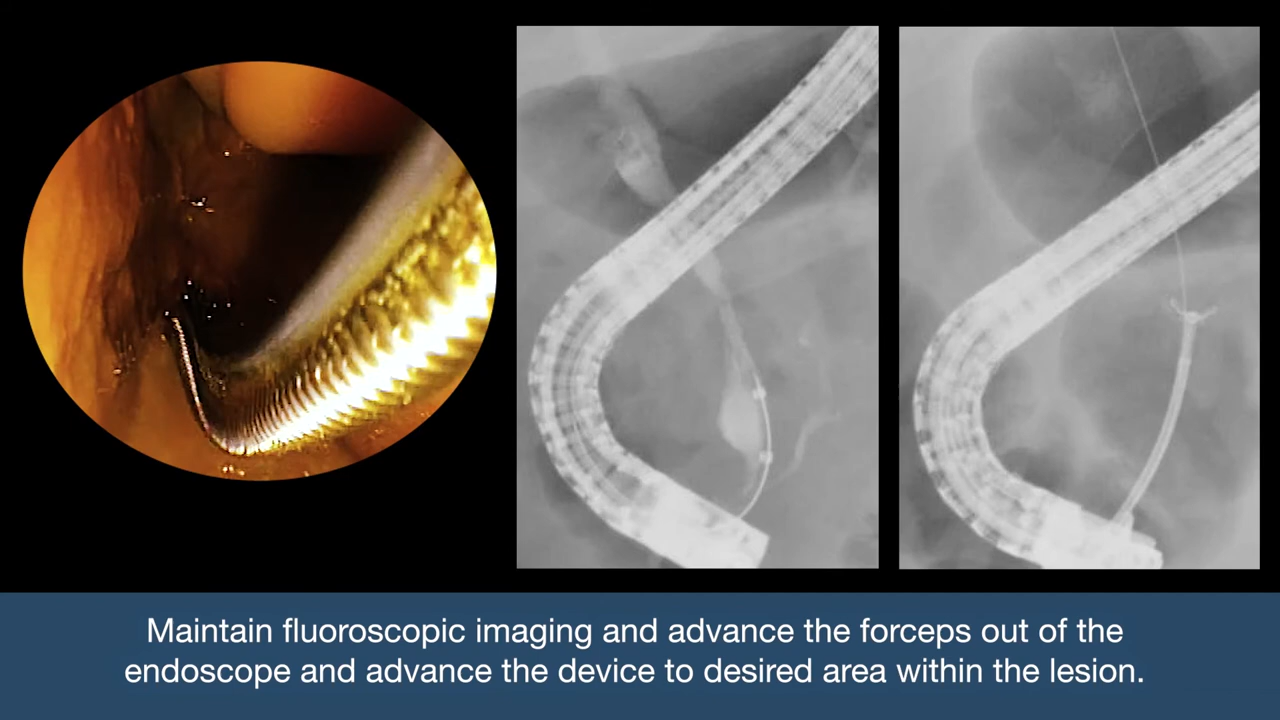 Maintain fluoroscopic imaging and advance the forceps out of the
endoscope and advance the device to desired area within the lesion.